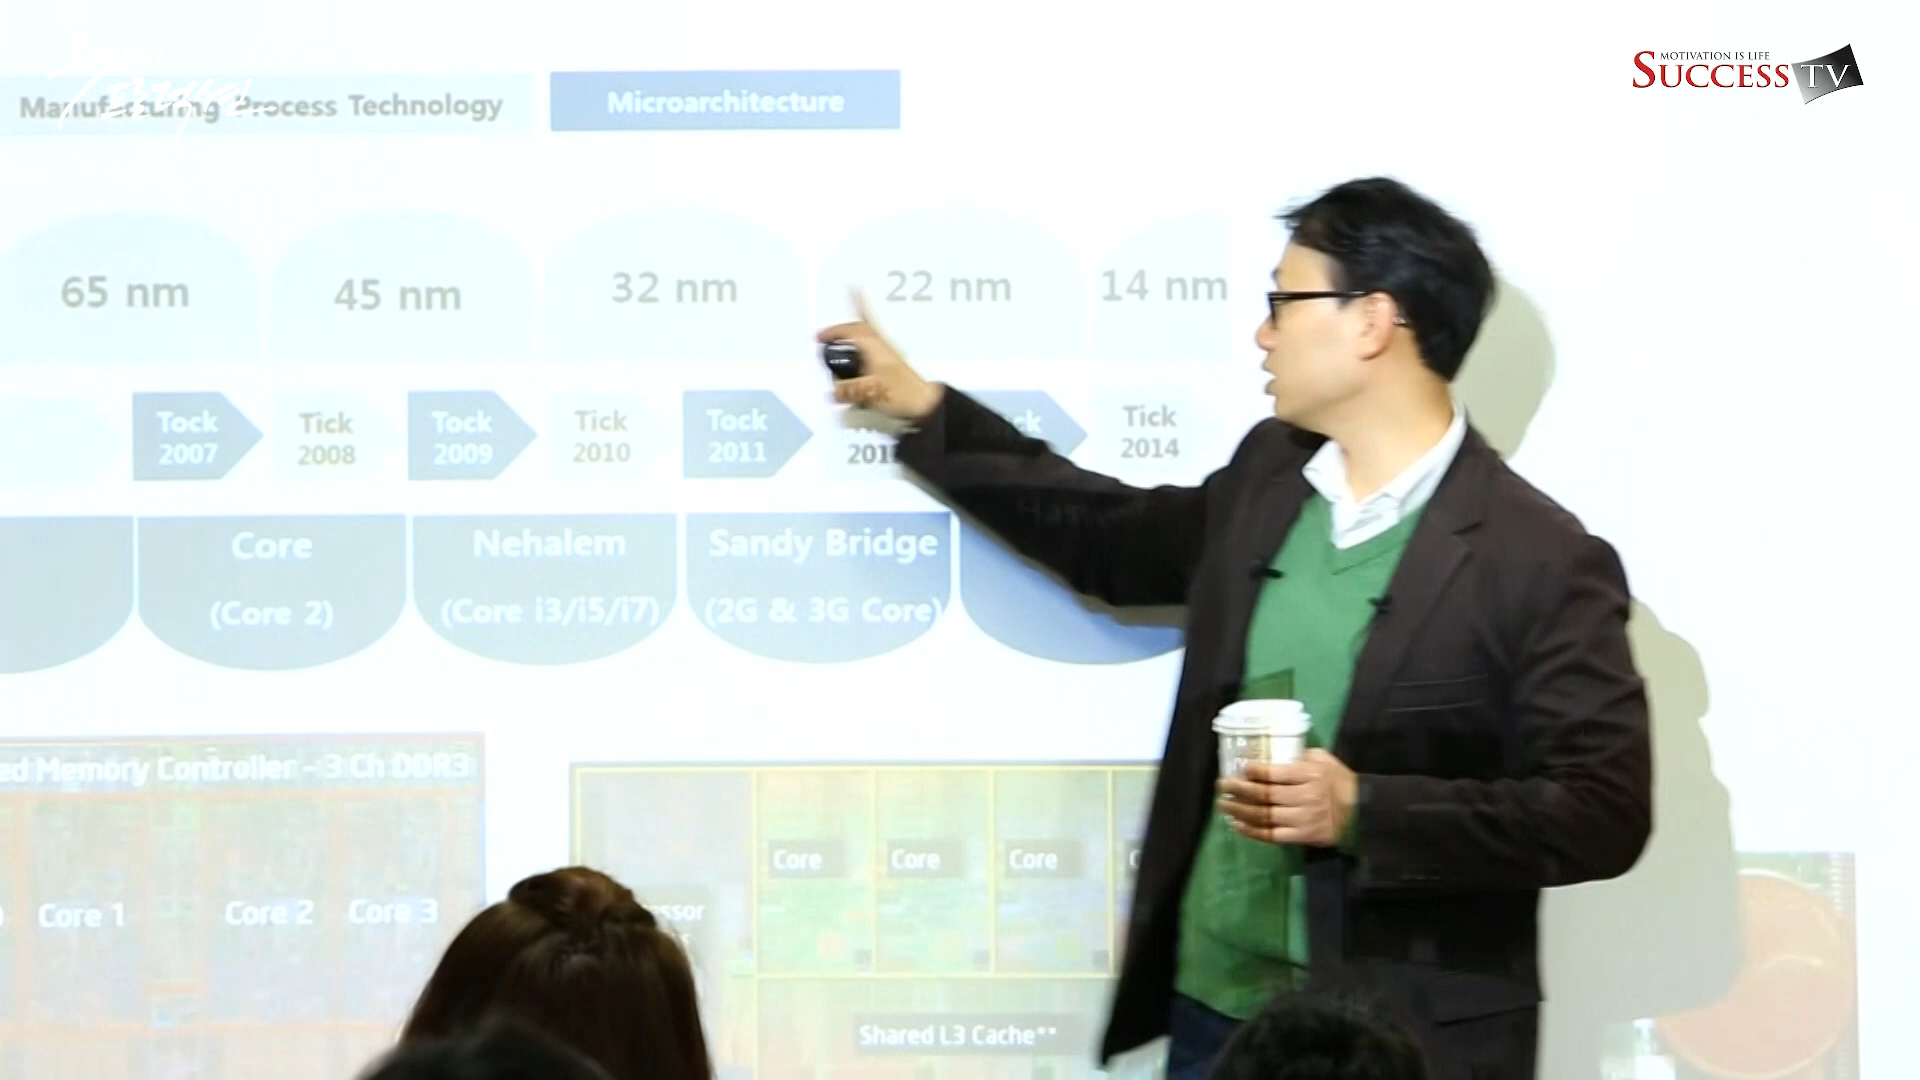 MOTIVATION IS LIFE
SUCCESS TV
Manufacturing Process Technology
Microarchitecture
65 nm
45 nm
32 nm
22 nm
14 nm
Tock
2007
Tick
2008
Tock
2009
Tick
2010
Tock
2011
Tick
2014
Core
(Core 2)
Nehalem
(Core i3/i5/i7)
Sandy Bridge
(2G & 3G Core)
Memory Controller - 3 Ch DDR3
Core 1
Core 2
Core 3
Core
Core
Core
Shared L3 Cache**